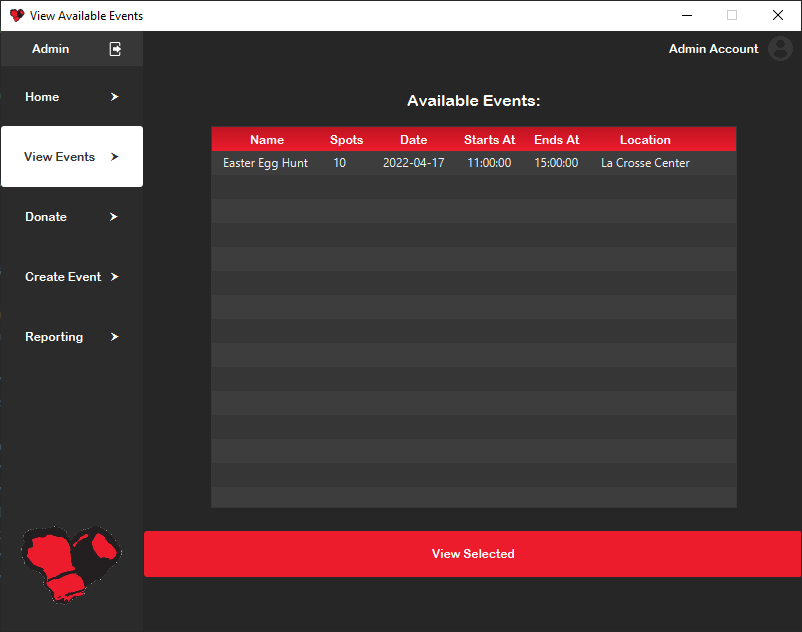 View Available Events
Admin
Admin Account
Home
View Events
Donate
Create Event
Reporting
Available Events:
Name Spots Date Starts At Ends At Location
Easter Egg Hunt 10 2022-04-17 11:00:00 15:00:00 La Crosse Center
View Selected